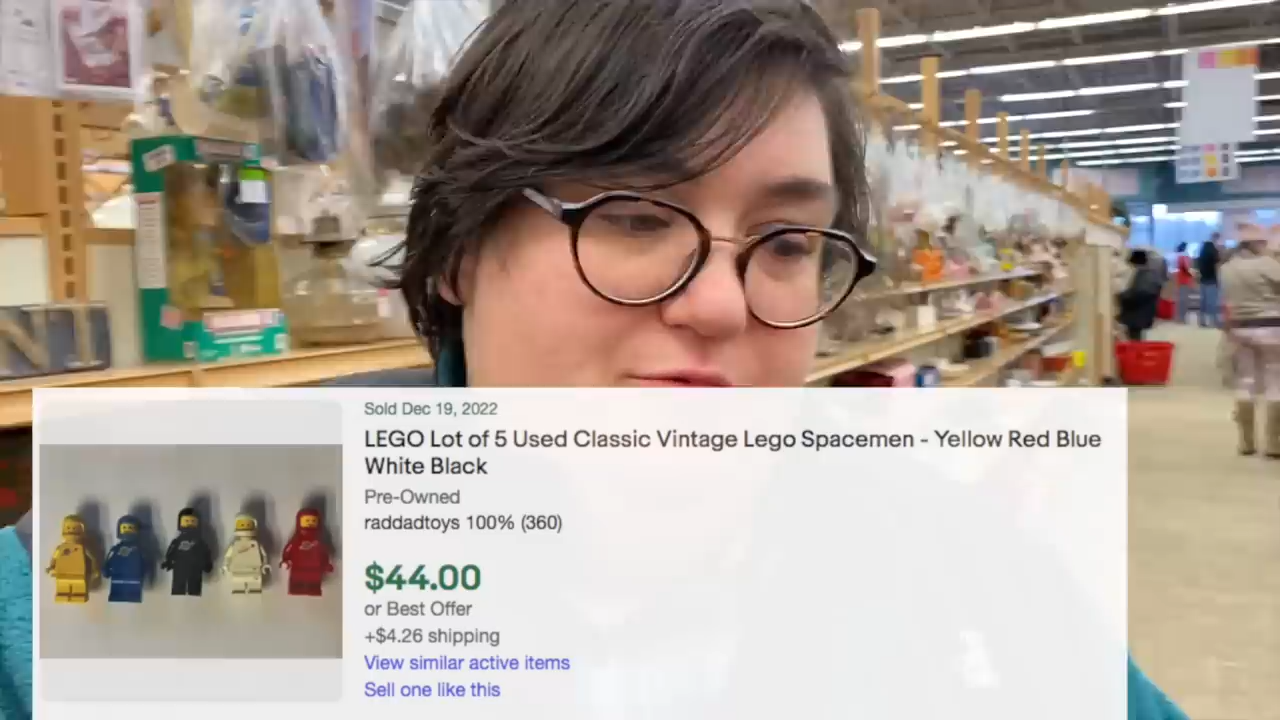 Sold Dec 19, 2022
LEGO Lot of 5 Used Classic Vintage Lego Spacemen - Yellow Red Blue
White Black
Pre-Owned
raddadtoys 100% (360)
$44.00
or Best Offer
+$4.26 shipping
View similar active items
Sell one like this